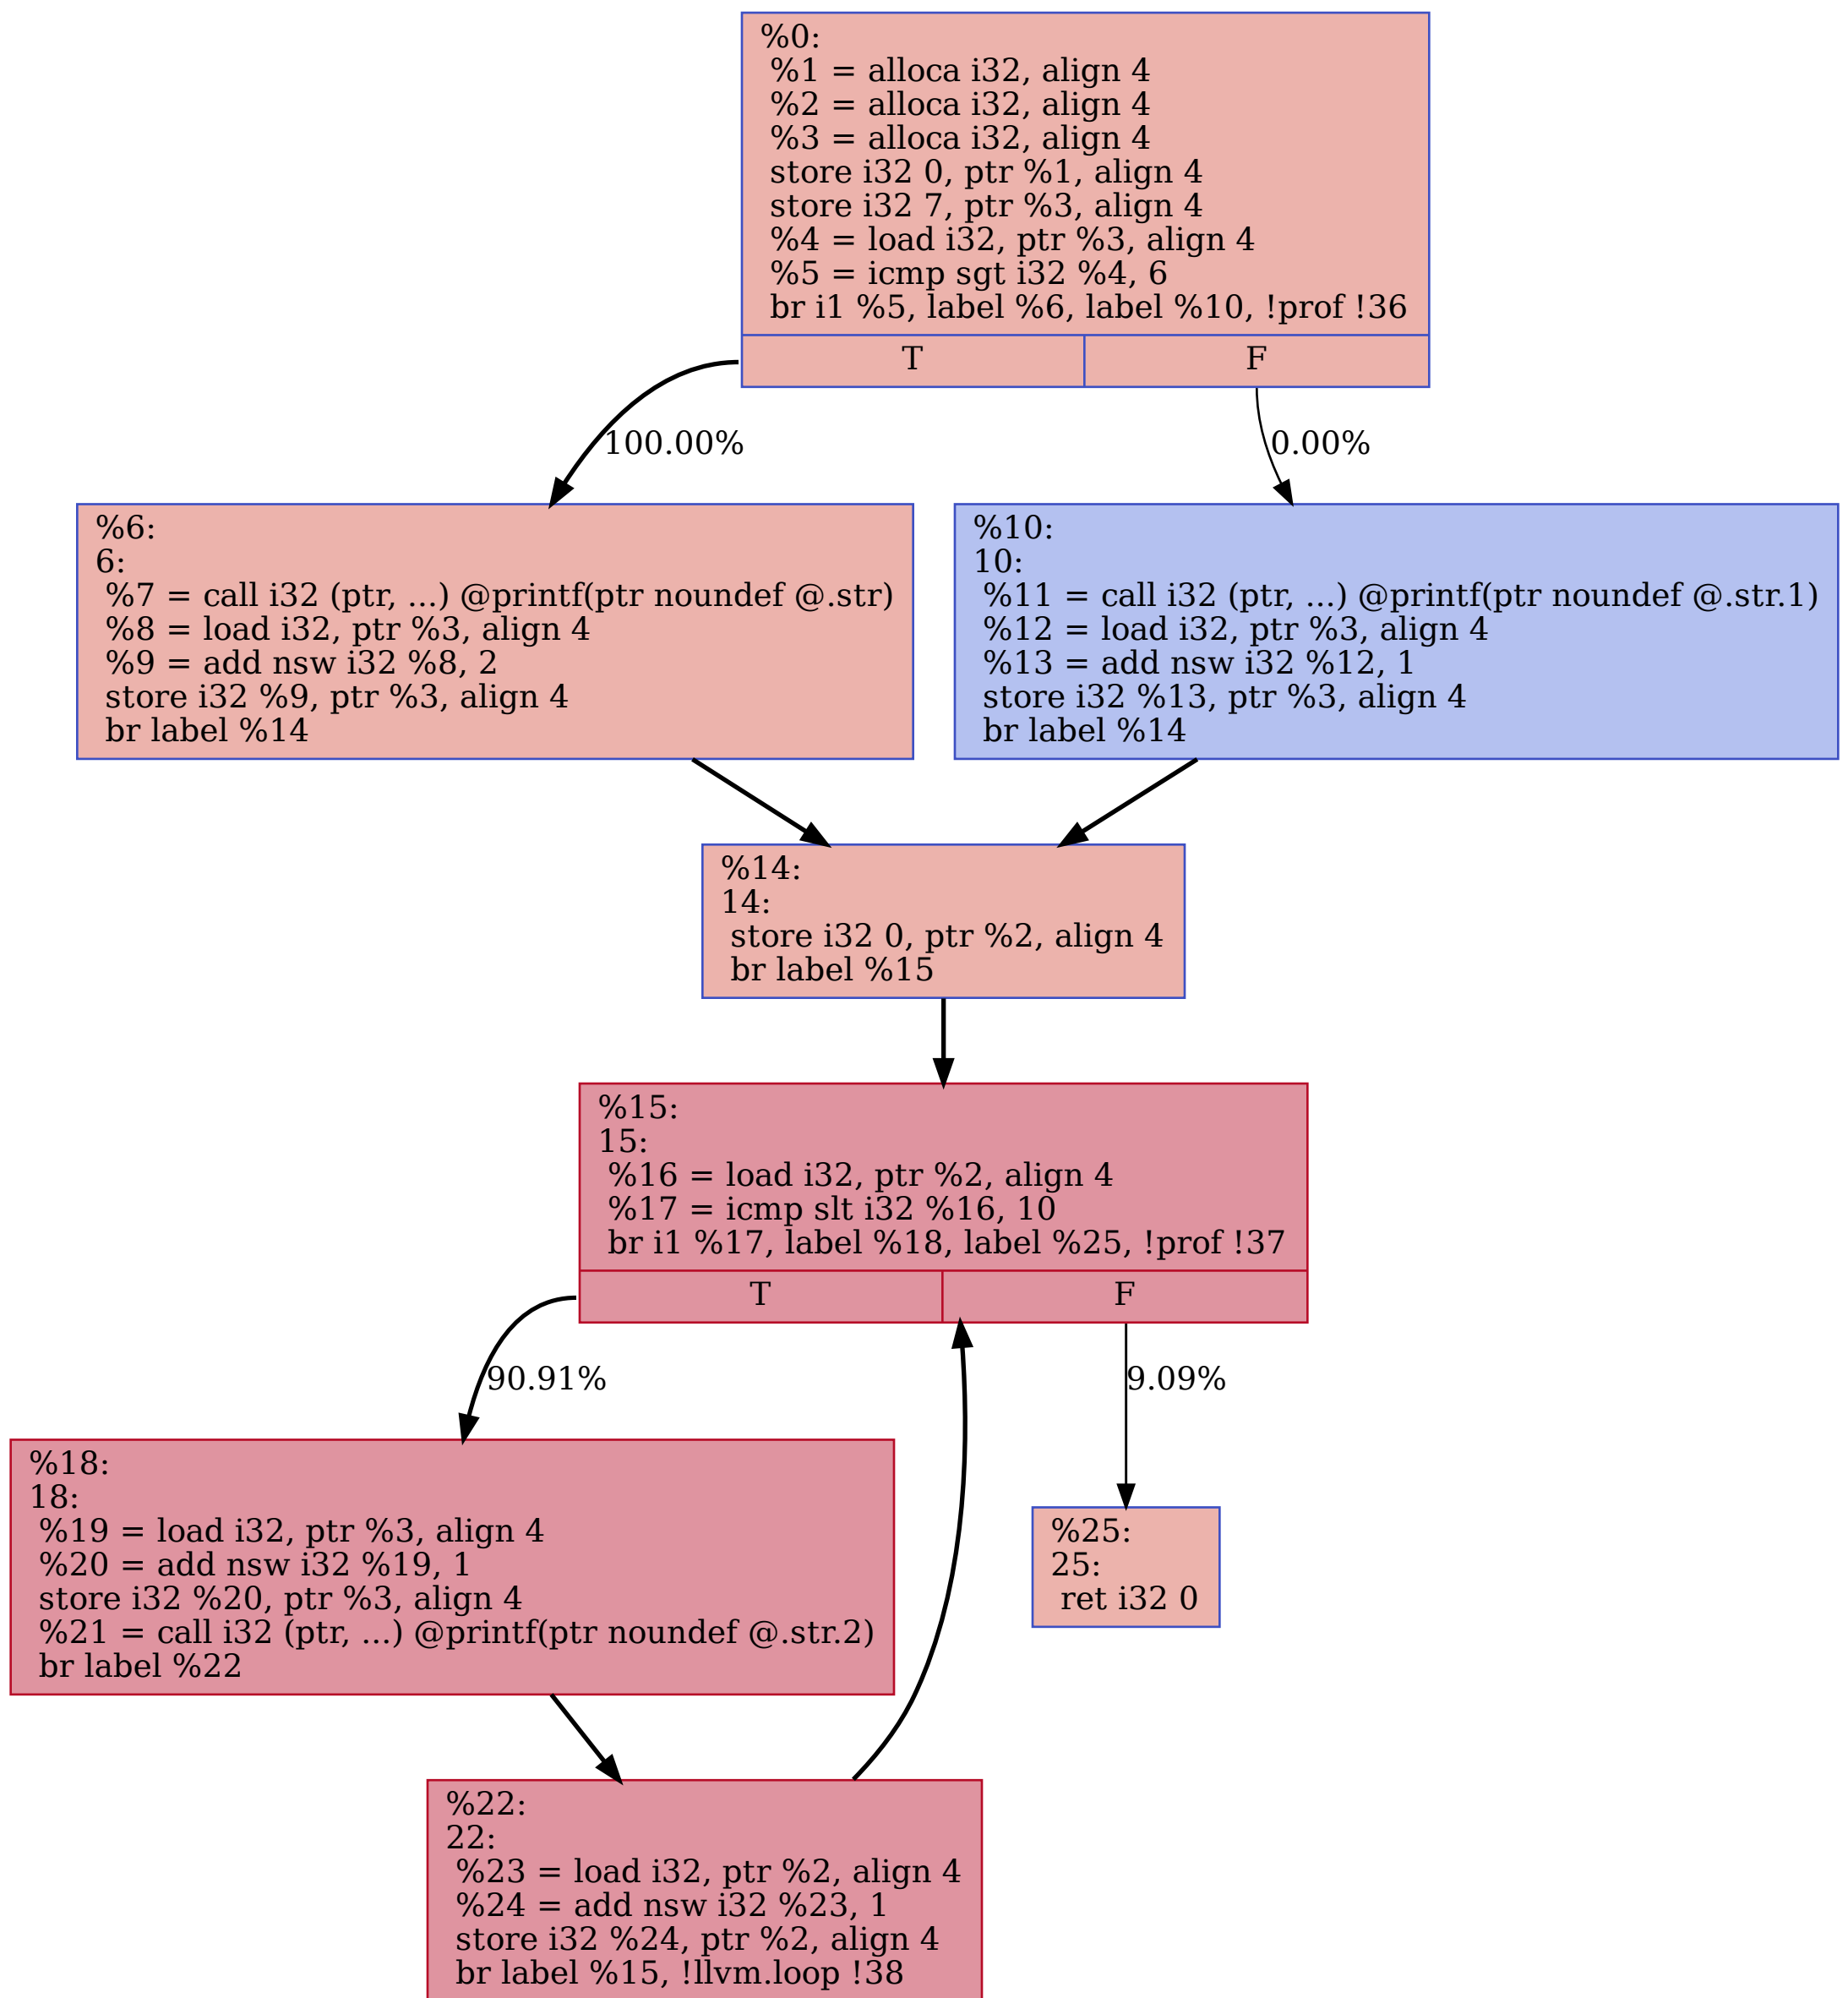 %0:
%1 = alloca i32, align 4
%2 = alloca i32, align 4
%3 = alloca i32, align 4
store i32 0, ptr %1, align 4
store i32 7, ptr %3, align 4
%4 = load i32, ptr %3, align 4
%5 = icmp sgt i32 %4, 6
br i1 %5, label %6, label %10, !prof !36
T
F
100.00%
0.00%
%6:
6:
%7 = call i32 (ptr, ...) @printf(ptr noundef @.str)
%8 = load i32, ptr %3, align 4
%9 = add nsw i32 %8, 2
store i32 %9, ptr %3, align 4
br label %14
%10:
10:
%11 = call i32 (ptr, ...) @printf(ptr noundef @.str.1)
%12 = load i32, ptr %3, align 4
%13 = add nsw i32 %12, 1
store i32 %13, ptr %3, align 4
br label %14
%14:
14:
store i32 0, ptr %2, align 4
br label %15
%15:
15:
%16 = load i32, ptr %2, align 4
%17 = icmp slt i32 %16, 10
br i1 %17, label %18, label %25, !prof !37
T
F
90.91%
9.09%
%18:
18:
%19 = load i32, ptr %3, align 4
%20 = add nsw i32 %19, 1
store i32 %20, ptr %3, align 4
%21 = call i32 (ptr, ...) @printf(ptr noundef @.str.2)
br label %22
%25:
25:
ret i32 0
%22:
22:
%23 = load i32, ptr %2, align 4
%24 = add nsw i32 %23, 1
store i32 %24, ptr %2, align 4
br label %15, !llvm.loop !38